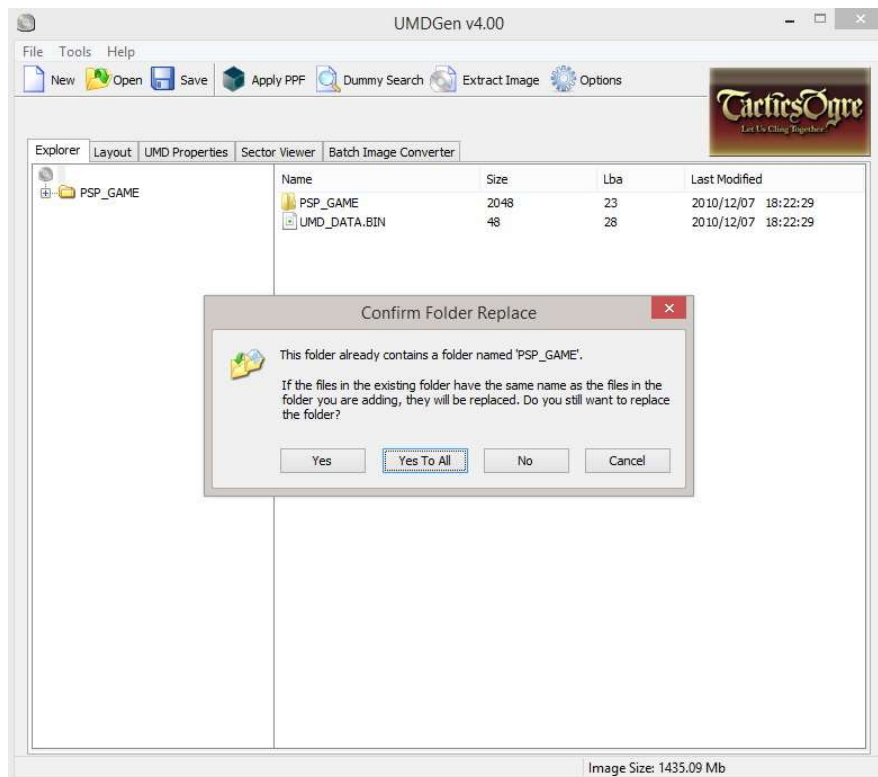 UMDGen v4.00
File Tools Help
New Open Save Apply PPF Dummy Search Extract Image Options
TacticsOgre
Let Us Cling Together
Explorer Layout UMD Properties Sector Viewer Batch Image Converter
PSP_GAME
Name Size Lba Last Modified
PSP_GAME 2048 23 2010/12/07 18:22:29
UMD_DATA.BIN 48 28 2010/12/07 18:22:29
Confirm Folder Replace
This folder already contains a folder named 'PSP_GAME'.
If the files in the existing folder have the same name as the files in the
folder you are adding, they will be replaced. Do you still want to replace
the folder?
Yes Yes To All No Cancel
Image Size: 1435.09 Mb